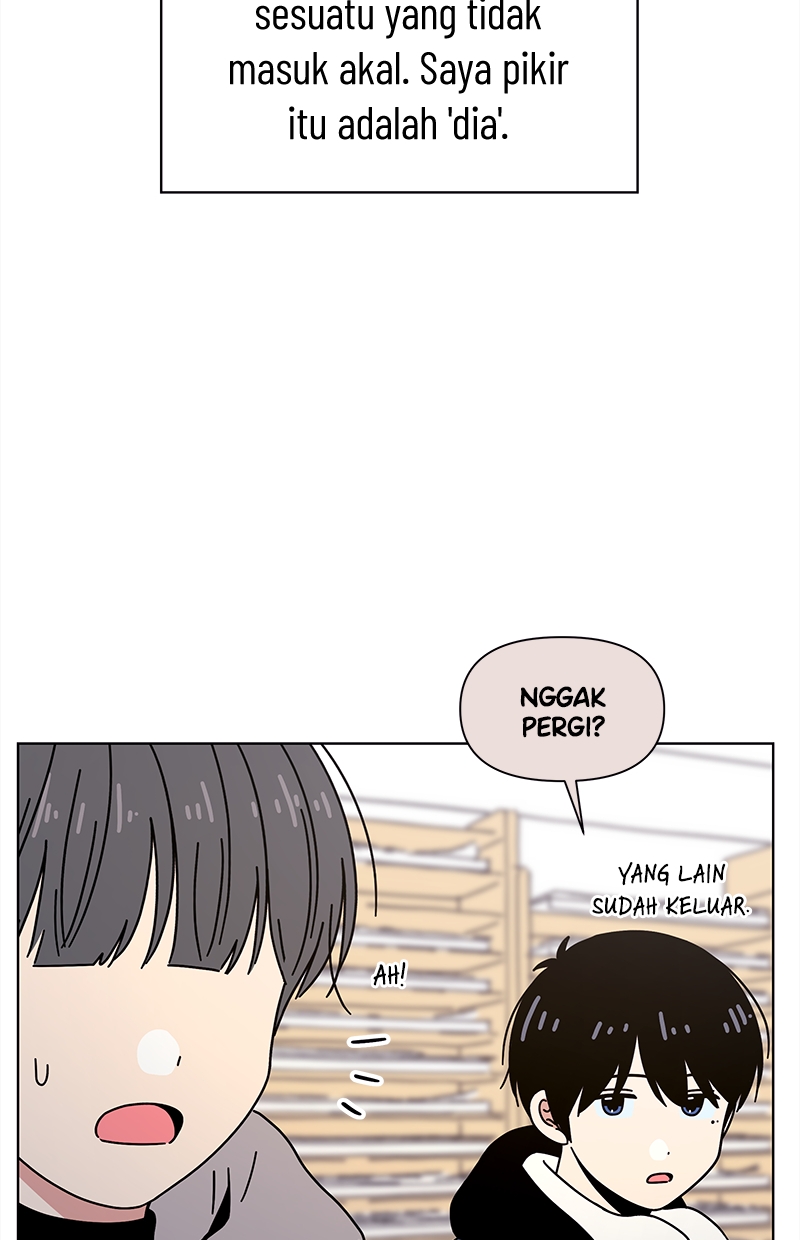 sesuatu yang tidak
masuk akal. Saya pikir
itu adalah 'dia'.
NGGAK
PERGI?
YANG LAIN
SUDAH KELUAR.
AH!